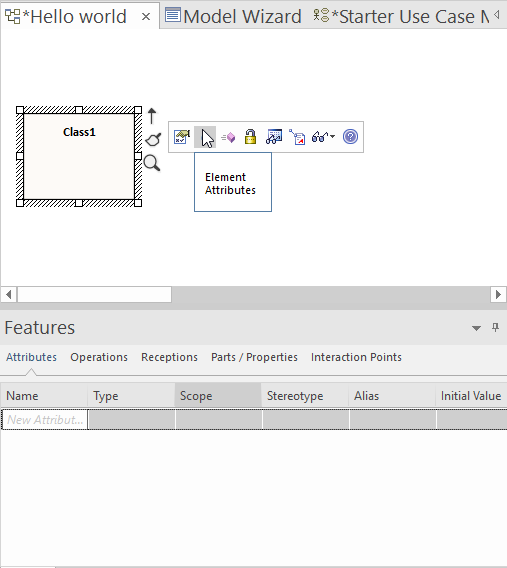 *Hello world × Model Wizard *Starter Use Case M
Class1
Element
Attributes
Features
Attributes Operations Receptions Parts / Properties Interaction Points
Name Type Scope Stereotype Alias Initial Value
New Attribut...